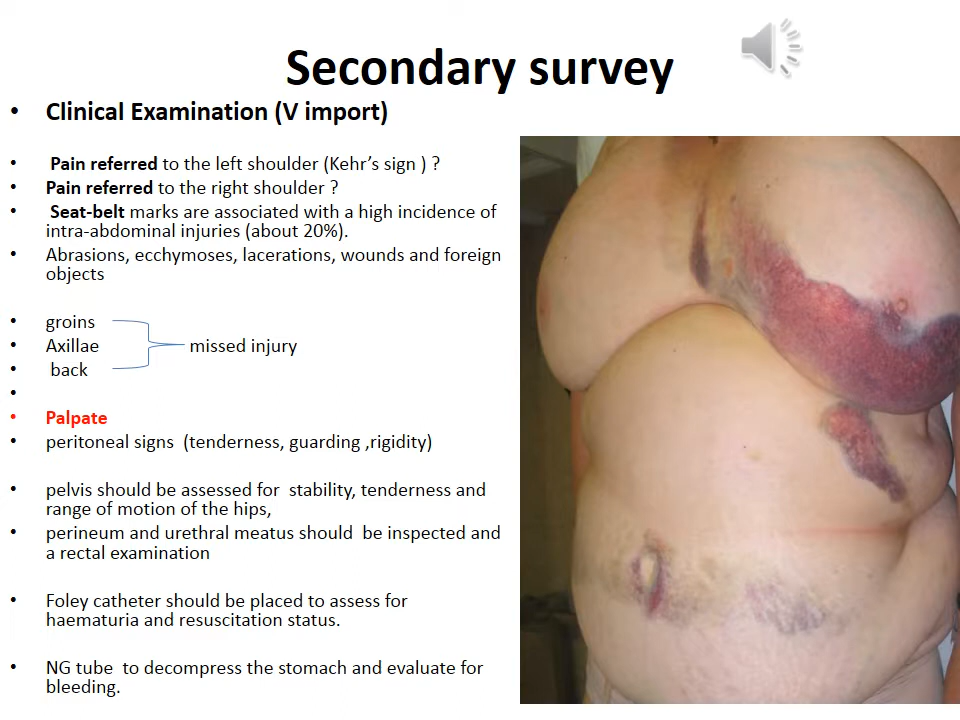 Secondary survey
• Clinical Examination (V import)
• Pain referred to the left shoulder (Kehr's sign ) ?
• Pain referred to the right shoulder ?
• Seat-belt marks are associated with a high incidence of
intra-abdominal injuries (about 20%).
• Abrasions, ecchymoses, lacerations, wounds and foreign
objects
• groins
• Axillae missed injury
• back
•
• Palpate
• peritoneal signs (tenderness, guarding ,rigidity)
• pelvis should be assessed for stability, tenderness and
range of motion of the hips,
• perineum and urethral meatus should be inspected and
a rectal examination
• Foley catheter should be placed to assess for
haematuria and resuscitation status.
• NG tube to decompress the stomach and evaluate for
bleeding.